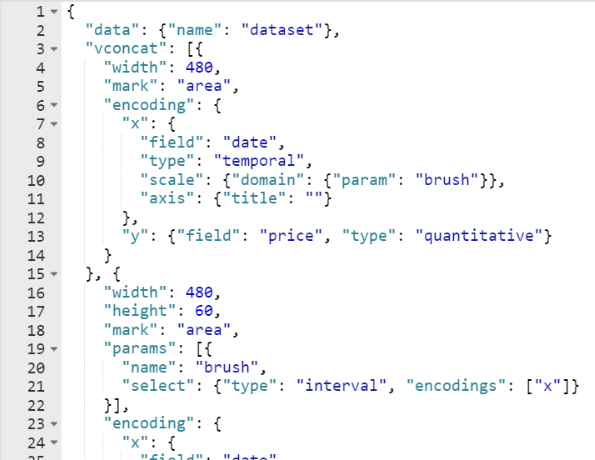 1 {
2 "data": {"name": "dataset"},
3 "vconcat": [{
4 "width": 480,
5 "mark": "area",
6 "encoding": {
7 "x": {
8 "field": "date",
9 "type": "temporal",
10 "scale": {"domain": {"param": "brush"}},
11 "axis": {"title": ""}
12 },
13 "y": {"field": "price", "type": "quantitative"}
14 }
15 }, {
16 "width": 480,
17 "height": 60,
18 "mark": "area",
19 "params": [{
20 "name": "brush",
21 "select": {"type": "interval", "encodings": ["x"]}
22 }],
23 "encoding": {
24 "x": {
25 "field": "date",